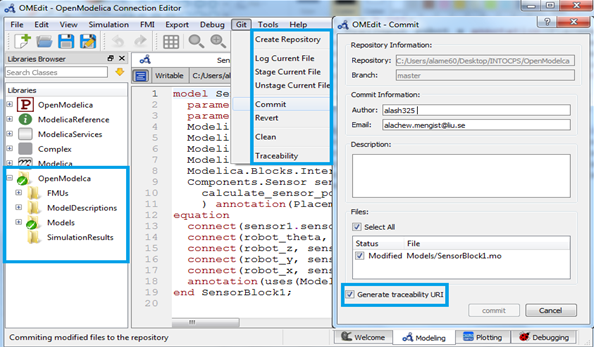 OMEdit - OpenModelica Connection Editor
File Edit View Simulation FMI Export Debug Git Tools Help
Create Repository
Log Current File
Stage Current File
Unstage Current File
Commit
Revert
Clean
Traceability
Libraries Browser
Search Classes
Libraries
OpenModelica
ModelicaReference
ModelicaServices
Complex
Modelica
OpenModelca
FMUs
ModelDescriptions
Models
SimulationResults
Sen
Writable C:/Users/al
1 model Se
2 parame
3 parame
4 Modeli
5 Modeli
6 Modeli
7 Modeli
8 Modelica.Blocks.Inter
9 Components.Sensor sens
10 calculate_sensor_po
11 ) annotation(Placem
12 equation
13 connect(sensor1.senso
14 connect(robot_theta,
15 connect(robot_z, sens
16 connect(robot_y, sens
17 connect(robot_x, sens
18 annotation(uses(Model
19 end SensorBlock1;
20
Commiting modified files to the repository
Welcome Modeling Plotting Debugging
OMEdit - Commit
Repository Information:
Repository: C:/Users/alame60/Desktop/INTOCPS/OpenModelca
Branch: master
Commit Information:
Author: alash325
Email: alachew.mengist@liu.se
Description:
Files:
Select All
Status File
Modified Models/SensorBlock1.mo
Generate traceability URI
commit Cancel